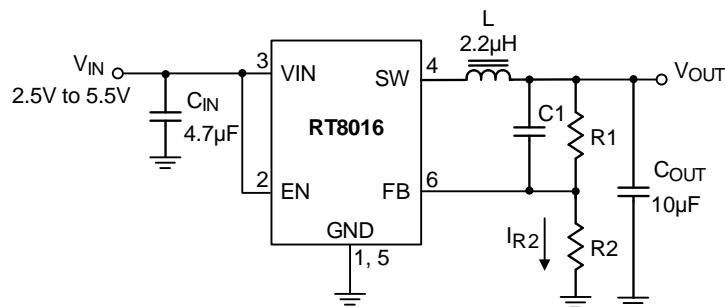 L
2.2µH
VIN
2.5V to 5.5V
CIN
4.7µF
3
VIN
SW
4
RT8016
2
EN
FB
6
GND
1, 5
C1
R1
VOUT
COUT
10µF
IR2
R2